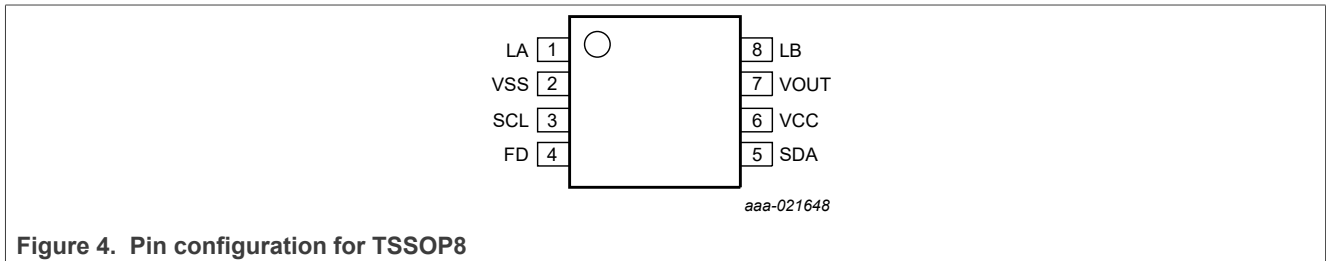 LA 1 8 LB
VSS 2 7 VOUT
SCL 3 6 VCC
FD 4 5 SDA
aaa-021648
Figure 4. Pin configuration for TSSOP8